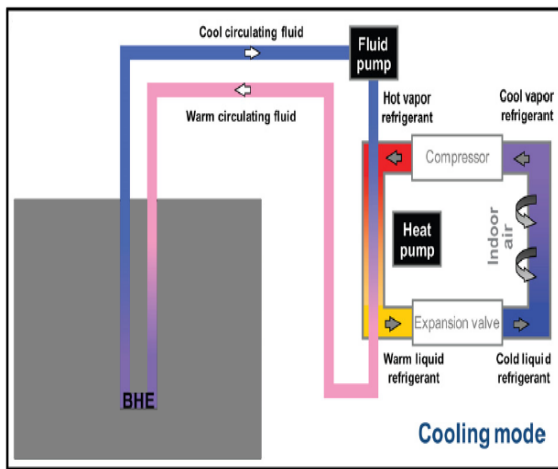 Cool circulating fluid
Fluid
pump
Warm circulating fluid
Hot vapor
refrigerant
Cool vapor
refrigerant
Compressor
Heat
pump
Indoor
air
Expansion valve
BHE
Warm liquid
refrigerant
Cold liquid
refrigerant
Cooling mode